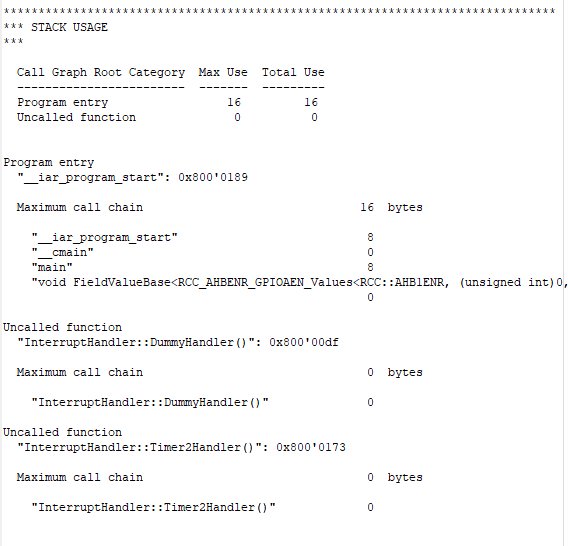 *******************************************************************************
*** STACK USAGE
***
Call Graph Root Category  Max Use  Total Use
------------------------  -------  ---------
Program entry                  16         16
Uncalled function               0          0
Program entry
"__iar_program_start": 0x800'0189
Maximum call chain                               16  bytes
"__iar_program_start"                           8
"__cmain"                                       0
"main"                                          8
"void FieldValueBase<RCC_AHBENR_GPIOAEN_Values<RCC::AHB1ENR, (unsigned int)0,
0
Uncalled function
"InterruptHandler::DummyHandler()": 0x800'00df
Maximum call chain                                0  bytes
"InterruptHandler::DummyHandler()"              0
Uncalled function
"InterruptHandler::Timer2Handler()": 0x800'0173
Maximum call chain                                0  bytes
"InterruptHandler::Timer2Handler()"             0